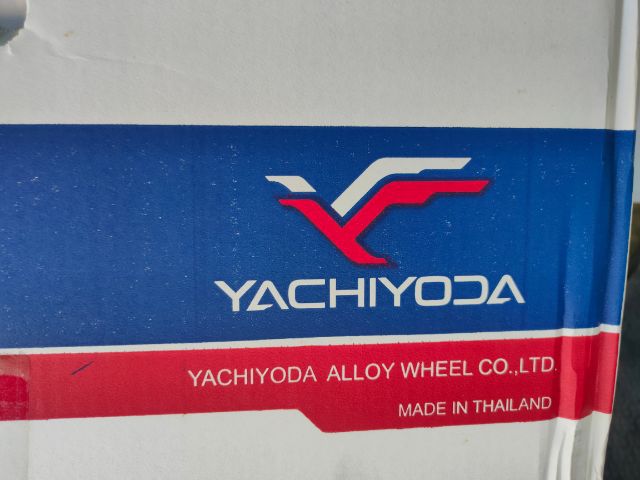 YACHIYODA
YACHIYODA ALLOY WHEEL CO.,LTD.
MADE IN THAILAND